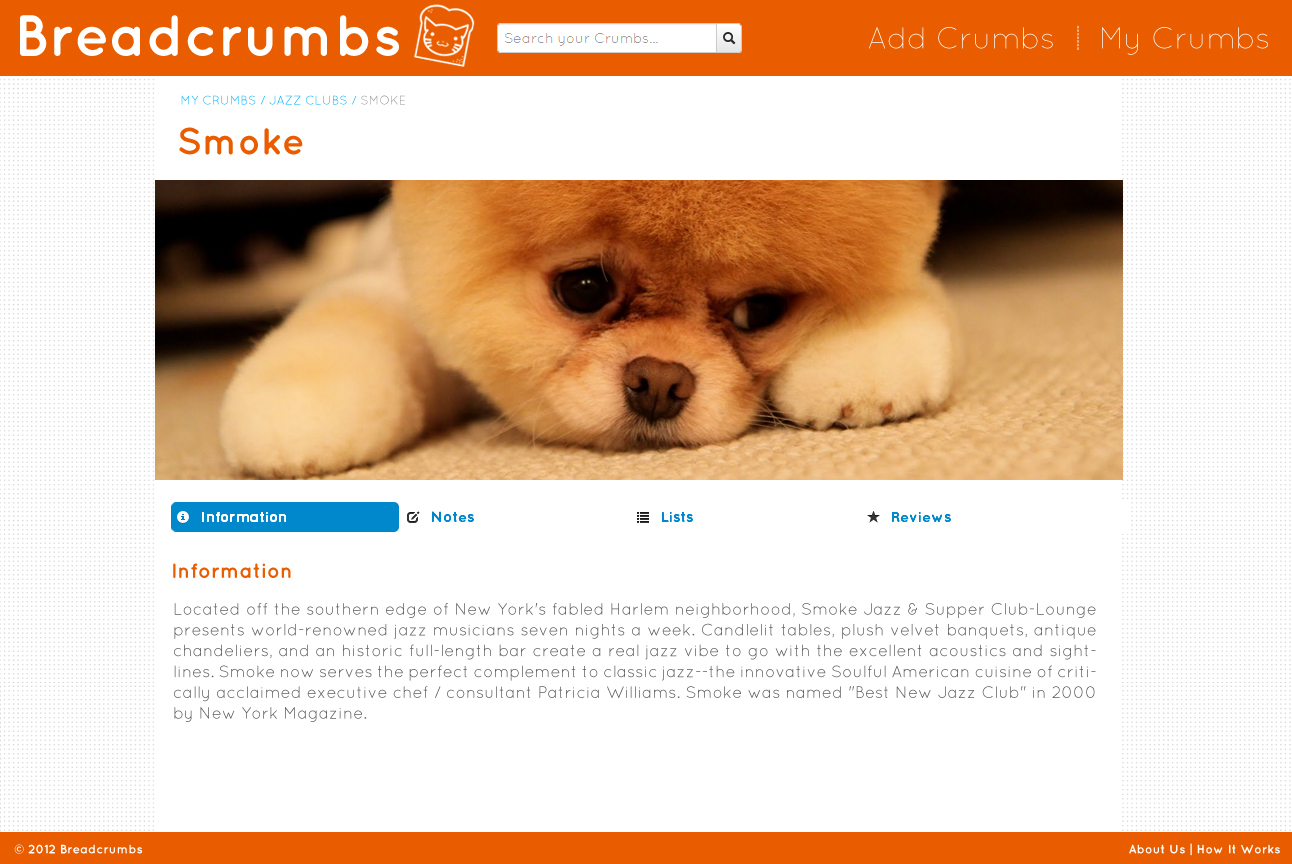 Breadcrumbs
Search your Crumbs...
Add Crumbs | My Crumbs
MY CRUMBS / JAZZ CLUBS / SMOKE
Smoke
Information
Notes
Lists
Reviews
Information
Located off the southern edge of New York's fabled Harlem neighborhood, Smoke Jazz & Supper Club-Lounge
presents world-renowned jazz musicians seven nights a week. Candlelit tables, plush velvet banquets, antique
chandeliers, and an historic full-length bar create a real jazz vibe to go with the excellent acoustics and sight-
lines. Smoke now serves the perfect complement to classic jazz--the innovative Soulful American cuisine of criti-
cally acclaimed executive chef / consultant Patricia Williams. Smoke was named "Best New Jazz Club" in 2000
by New York Magazine.
© 2012 Breadcrumbs
About Us | How It Works